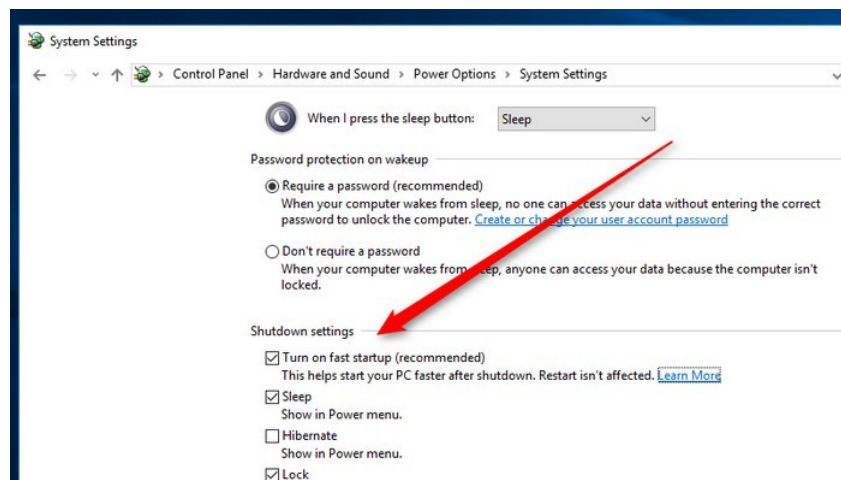 System Settings
Control Panel > Hardware and Sound > Power Options > System Settings
When I press the sleep button: Sleep
Password protection on wakeup
Require a password (recommended)
When your computer wakes from sleep, no one can access your data without entering the correct
password to unlock the computer. Create or change your user account password
Don't require a password
When your computer wakes from sleep, anyone can access your data because the computer isn't
locked.
Shutdown settings
Turn on fast startup (recommended)
This helps start your PC faster after shutdown. Restart isn't affected. Learn More
Sleep
Show in Power menu.
Hibernate
Show in Power menu.
Lock